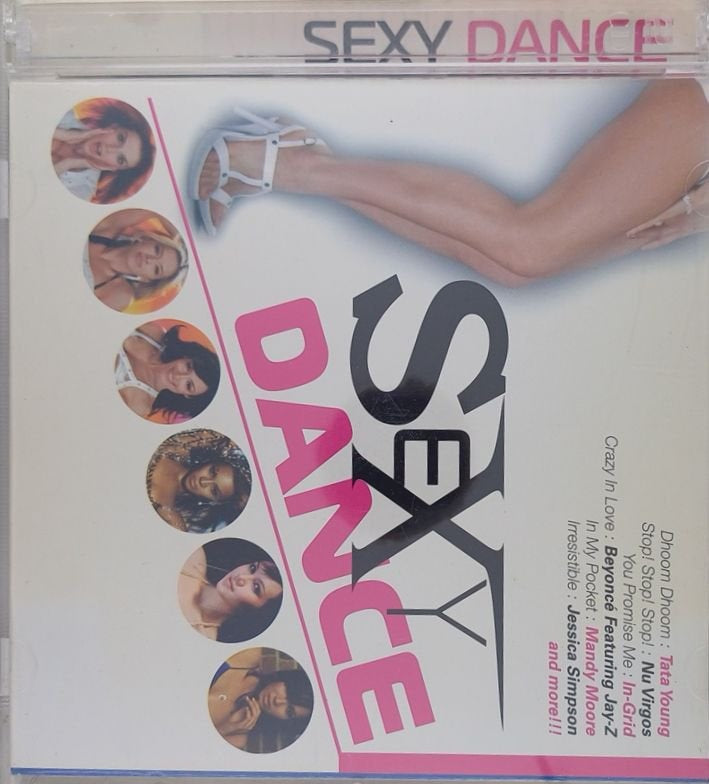 SEXY DANCE
SEXY
DANCE
Dhoom Dhoom : Tata Young
Stop! Stop! Stop! : Nu Virgos
You Promise Me : In-Grid
Crazy In Love : Beyoncé Featuring Jay-Z
In My Pocket : Mandy Moore
Irresistible : Jessica Simpson
and more!!!